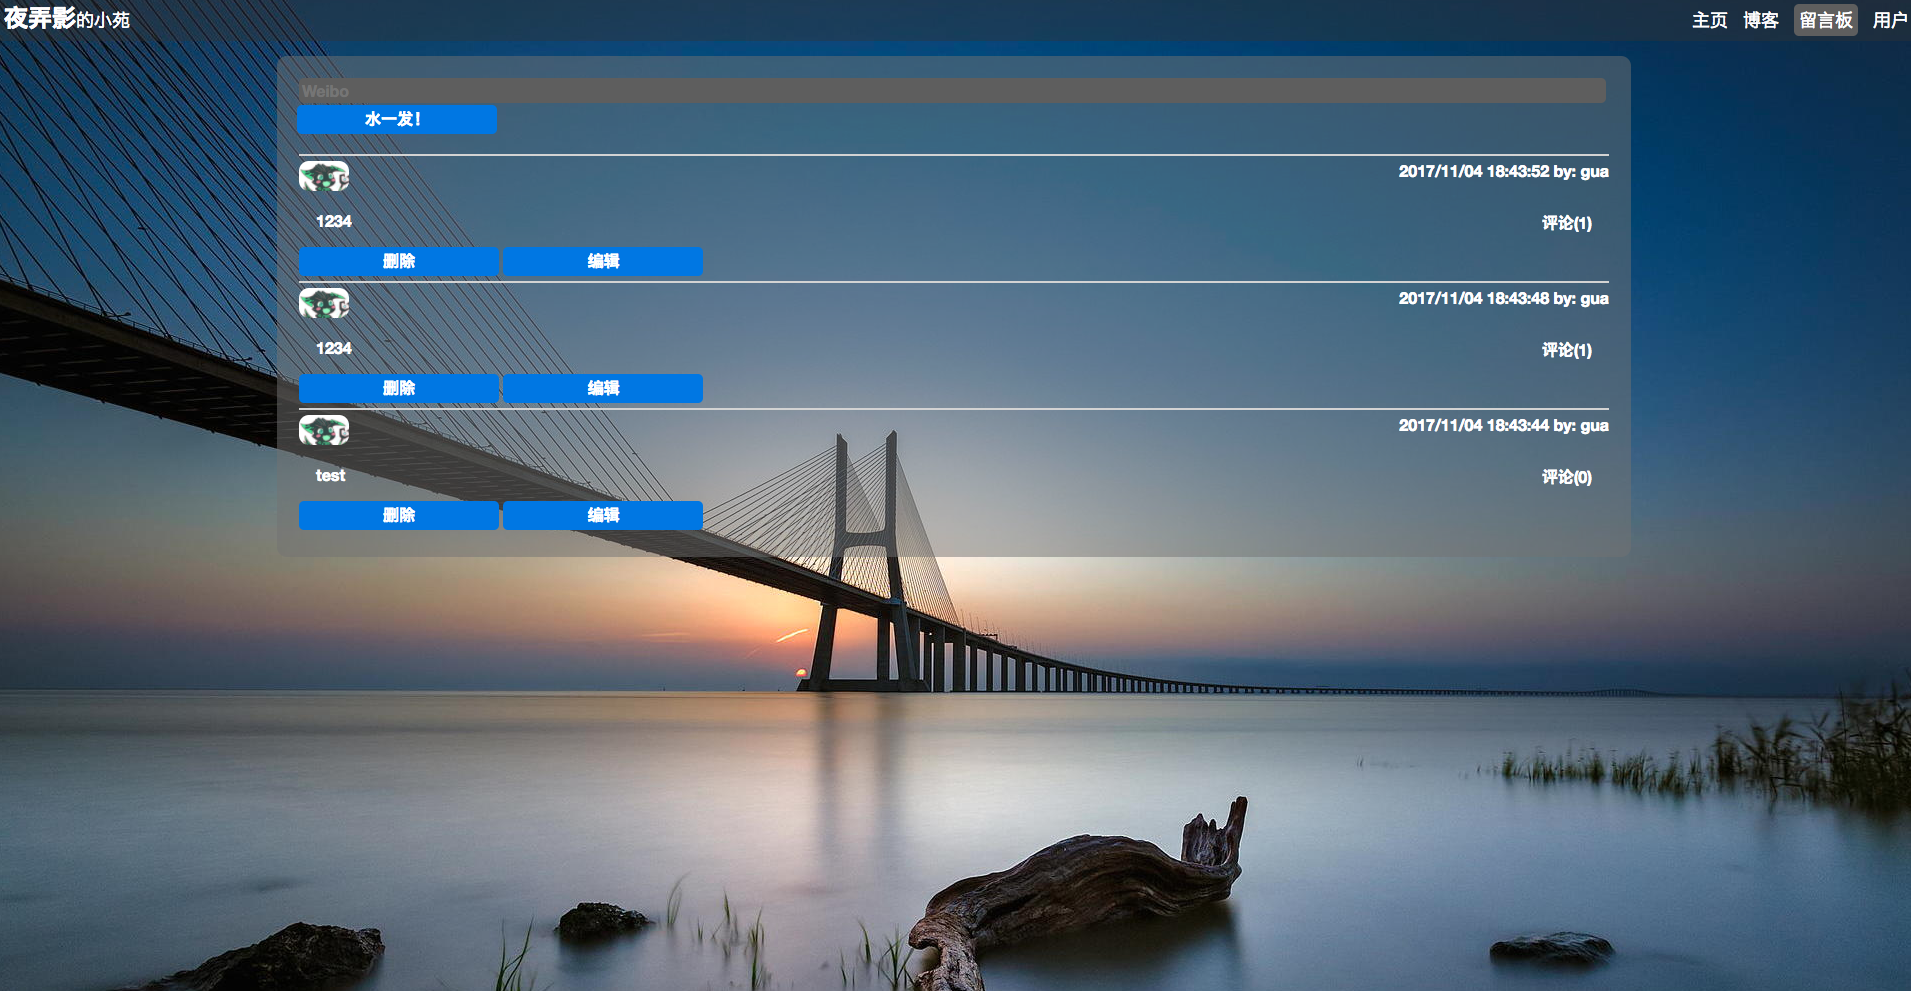 夜弄影的小苑 主页 博客 留言板 用户
Weibo
水一发！
2017/11/04 18:43:52 by: gua
1234 评论(1)
删除 编辑
2017/11/04 18:43:48 by: gua
1234 评论(1)
删除 编辑
2017/11/04 18:43:44 by: gua
test 评论(0)
删除 编辑